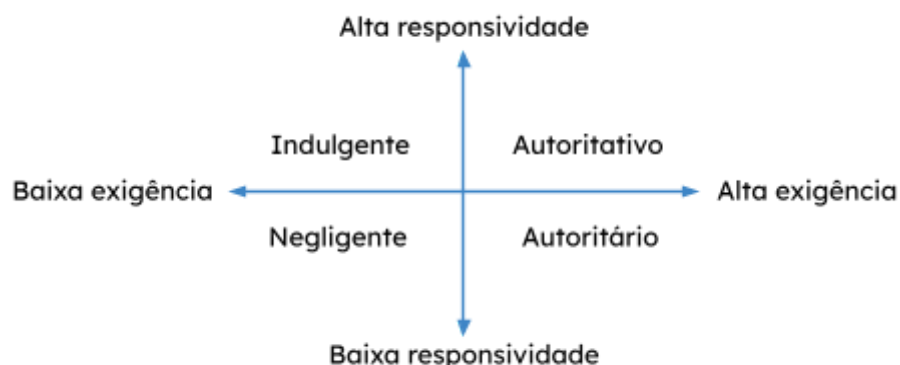 Alta responsividade
Indulgente
Autoritativo
Baixa exigência
Alta exigência
Negligente
Autoritário
Baixa responsividade